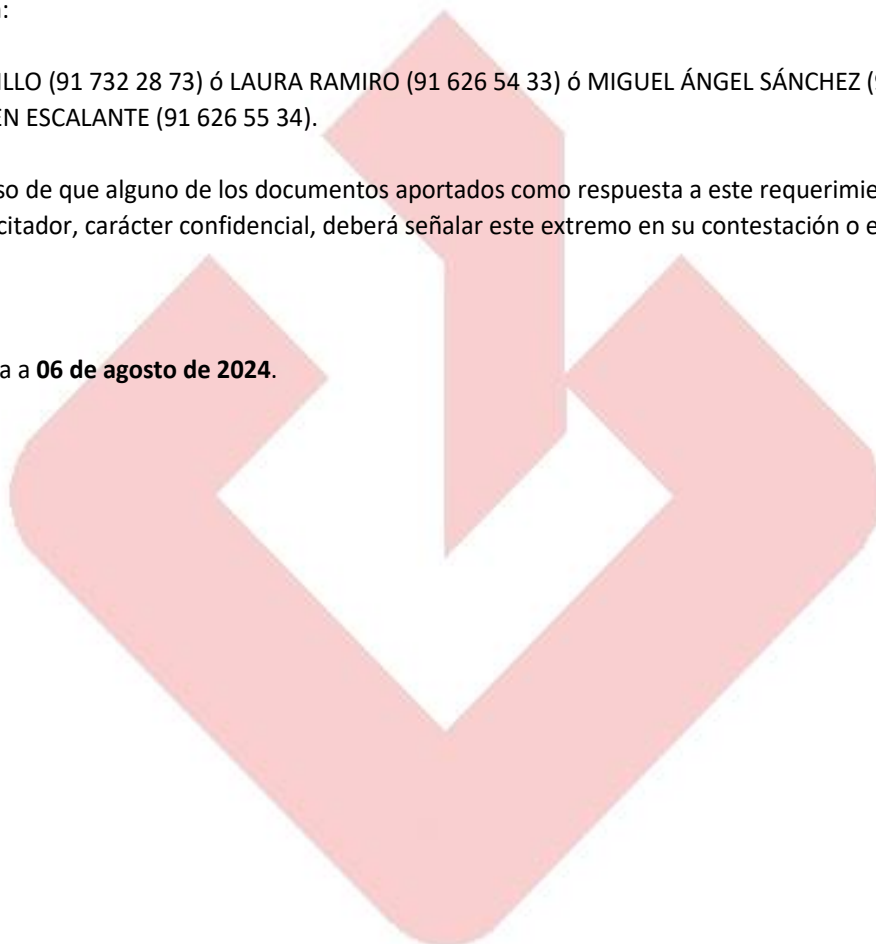 :
ILLO (91 732 28 73) ó LAURA RAMIRO (91 626 54 33) ó MIGUEL ÁNGEL SÁNCHEZ (9
EN ESCALANTE (91 626 55 34).
so de que alguno de los documentos aportados como respuesta a este requerimie
citador, carácter confidencial, deberá señalar este extremo en su contestación o e
a a 06 de agosto de 2024.